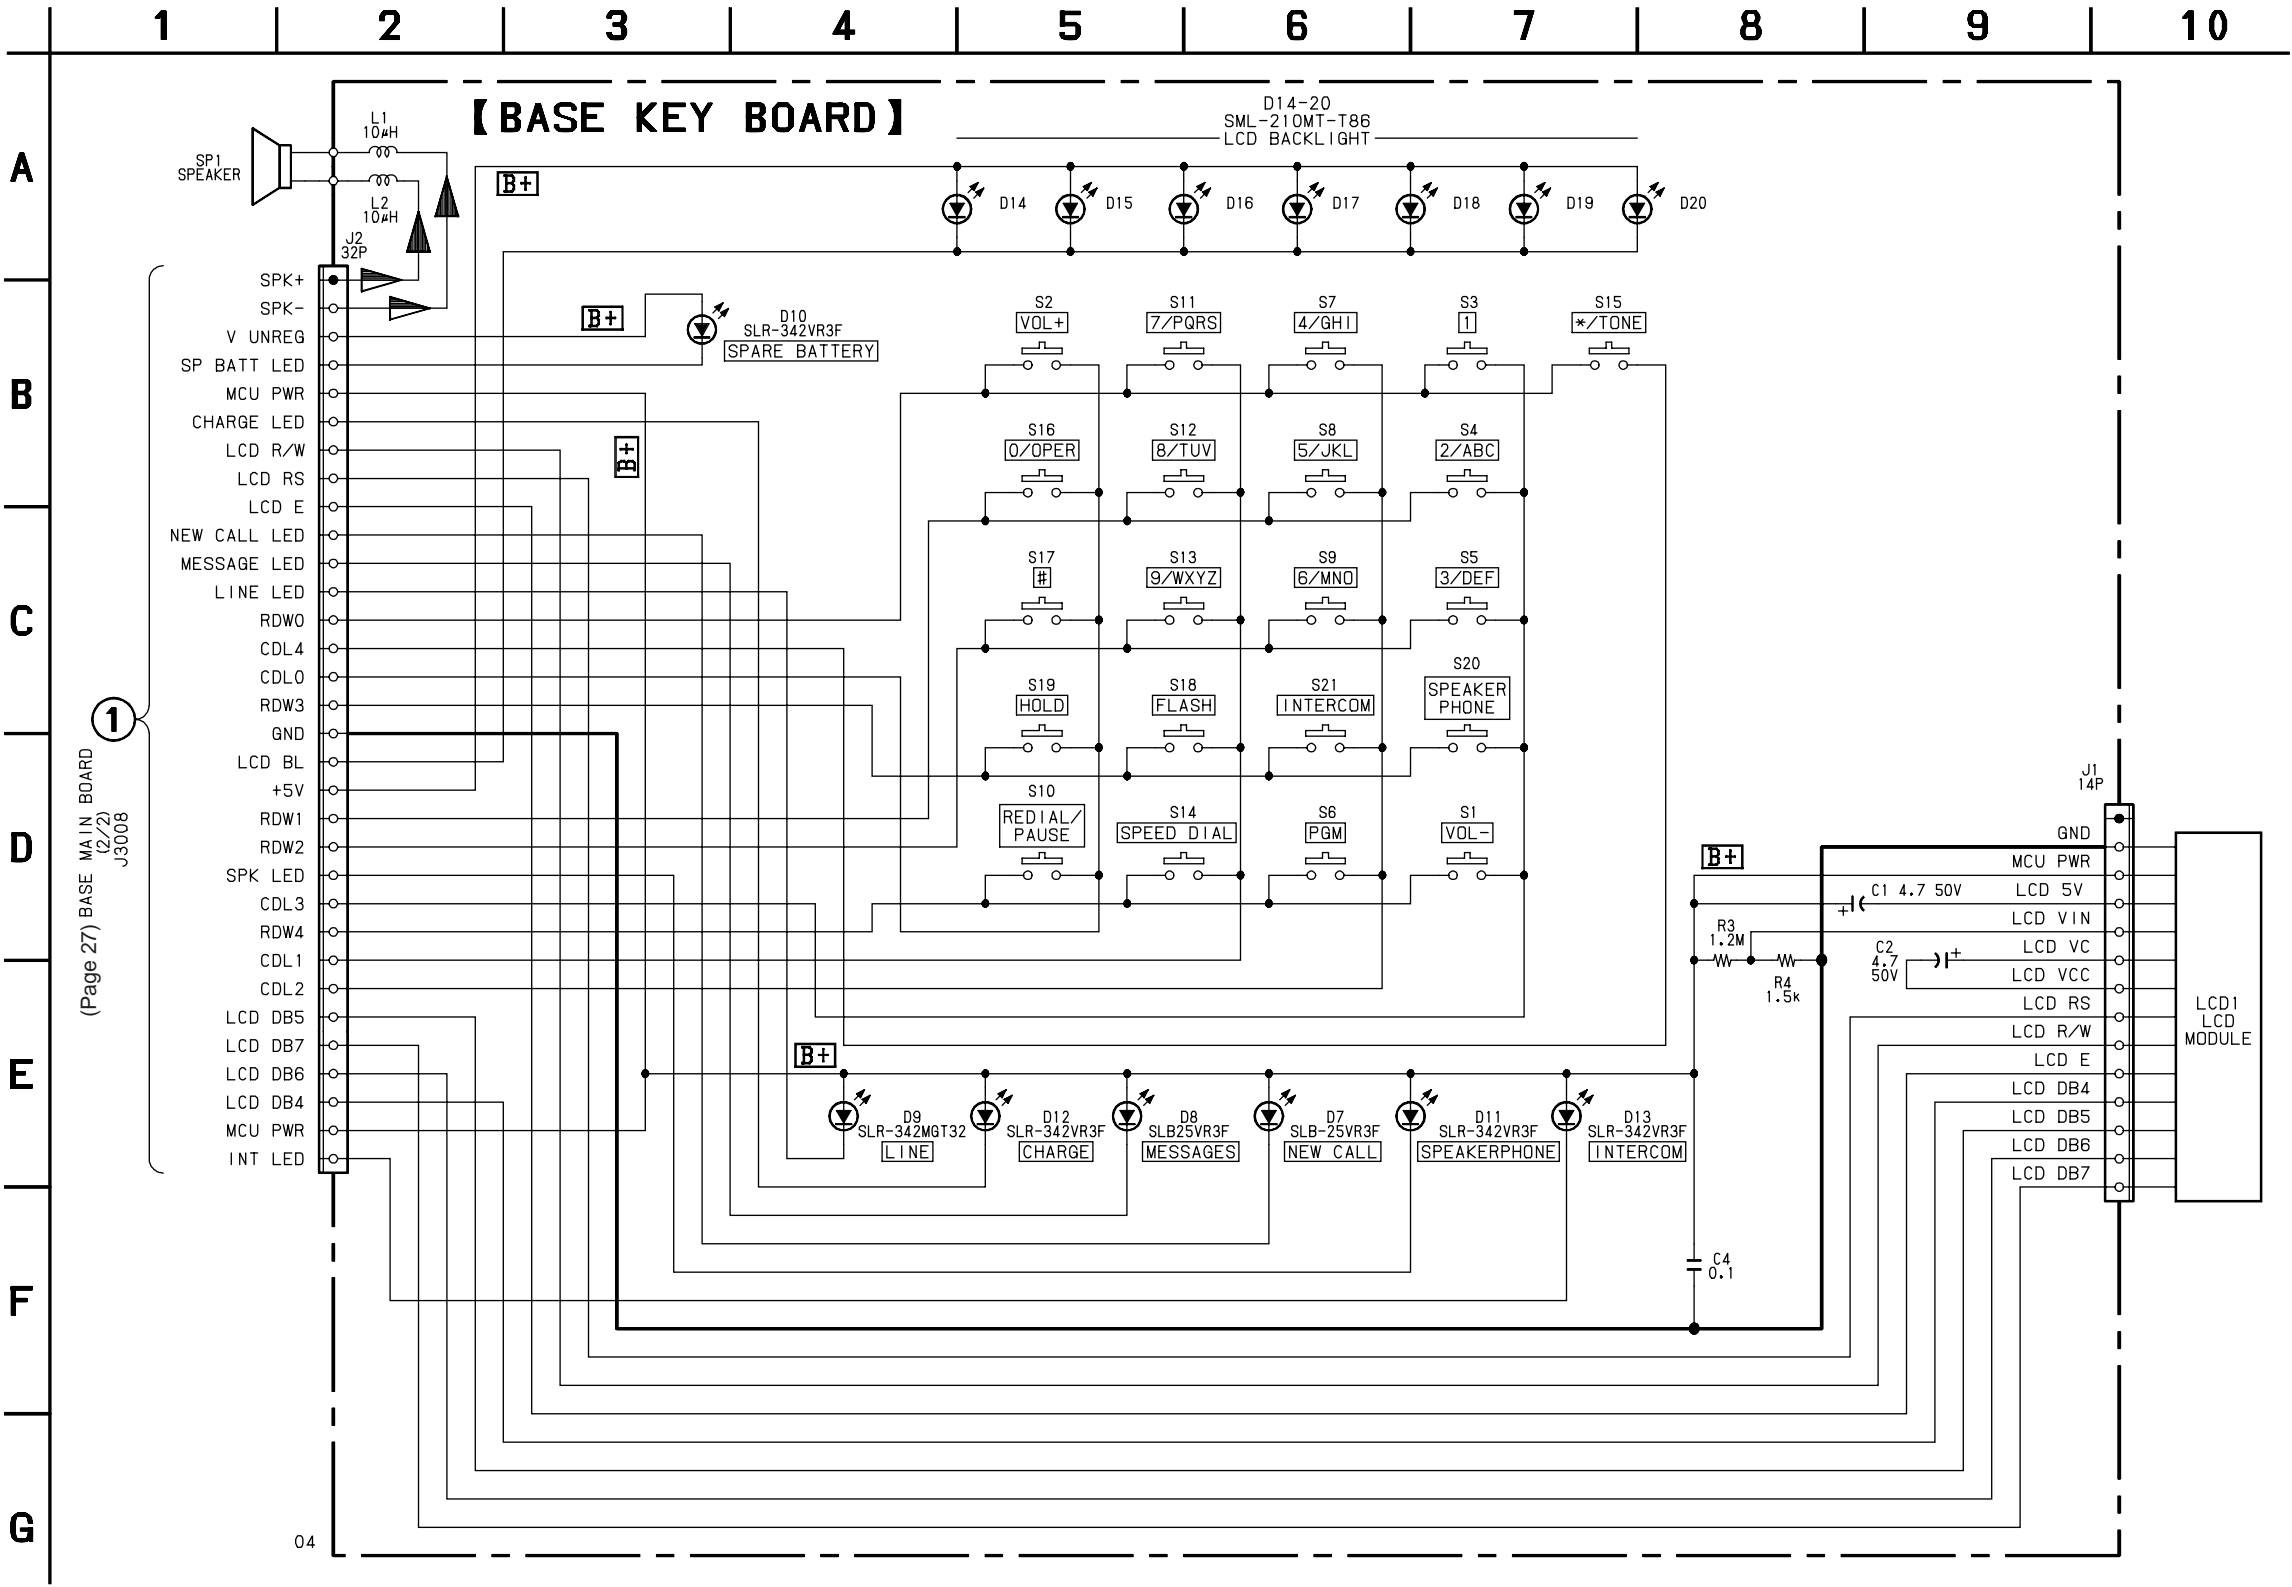 1 2 3 4 5 6 7 8 9 10
A
B
C
D
E
F
G
【BASE KEY BOARD】
D14-20
SML-210MT-T86
LCD BACKLIGHT
L1
10μH
SP1
SPEAKER
L2
10μH
B+
D14 D15 D16 D17 D18 D19 D20
J2
32P
SPK+
SPK-
V UNREG
SP BATT LED
MCU PWR
CHARGE LED
LCD R/W
LCD RS
LCD E
NEW CALL LED
MESSAGE LED
LINE LED
RDW0
CDL4
CDL0
RDW3
GND
LCD BL
+5V
RDW1
RDW2
SPK LED
CDL3
RDW4
CDL1
CDL2
LCD DB5
LCD DB7
LCD DB6
LCD DB4
MCU PWR
INT LED
1
(Page 27) BASE MAIN BOARD
(2/2)
J3008
B+
D10
SLR-342VR3F
SPARE BATTERY
B+
S2 S11 S7 S3 S15
VOL+ 7/PQRS 4/GHI 1 */TONE
S16 S12 S8 S4
0/OPER 8/TUV 5/JKL 2/ABC
S17 S13 S9 S5
# 9/WXYZ 6/MNO 3/DEF
S19 S18 S21 S20
HOLD FLASH INTERCOM SPEAKER
PHONE
S10 S14 S6 S1
REDIAL/
PAUSE SPEED DIAL PGM VOL-
B+
D9
SLR-342MGT32
LINE
D12
SLR-342VR3F
CHARGE
D8
SLB25VR3F
MESSAGES
D7
SLB-25VR3F
NEW CALL
D11
SLR-342VR3F
SPEAKERPHONE
D13
SLR-342VR3F
INTERCOM
B+
C1 4.7 50V
+
R3
1.2M
R4
1.5k
C2
4.7
50V
+
C4
0.1
J1
14P
GND
MCU PWR
LCD 5V
LCD VIN
LCD VC
LCD VCC
LCD RS
LCD R/W
LCD E
LCD DB4
LCD DB5
LCD DB6
LCD DB7
LCD1
LCD
MODULE
04